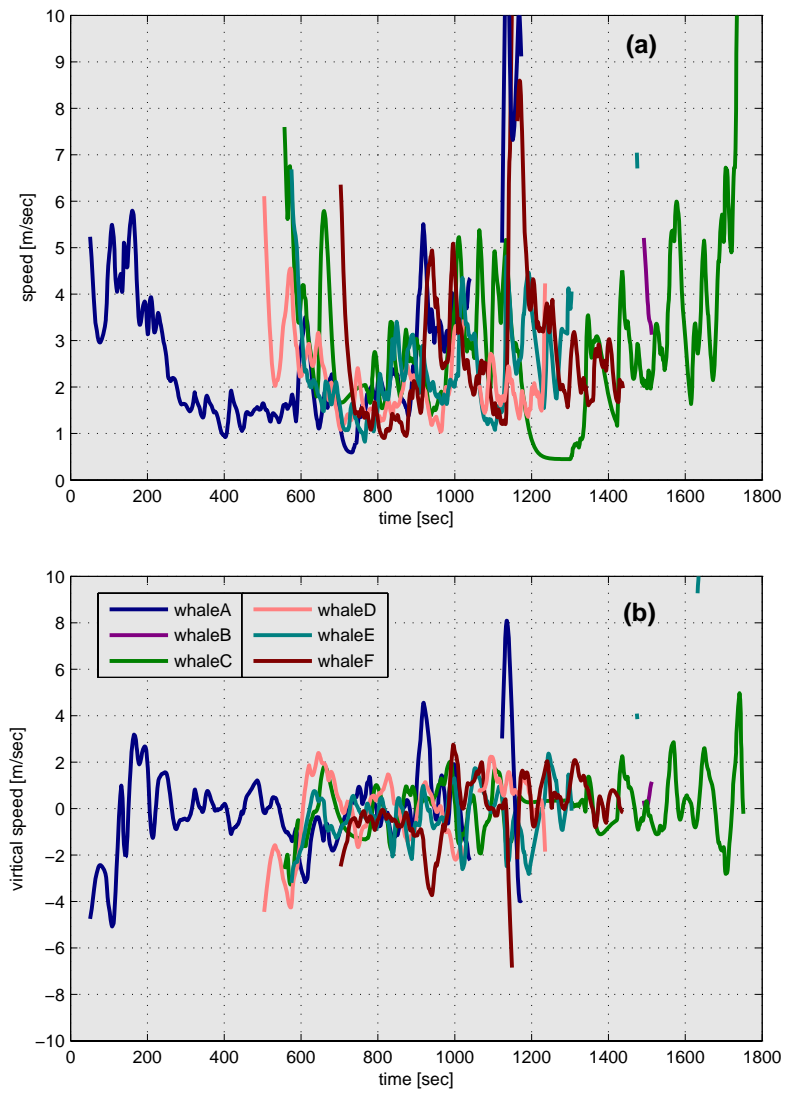 10
9
8
7
6
5
4
3
2
1
0
speed [m/sec]
(a)
0 200 400 600 800 1000 1200 1400 1600 1800
time [sec]
10
8
6
4
2
0
−2
−4
−6
−8
−10
virtical speed [m/sec]
(b)
whaleA whaleD
whaleB whaleE
whaleC whaleF
0 200 400 600 800 1000 1200 1400 1600 1800
time [sec]